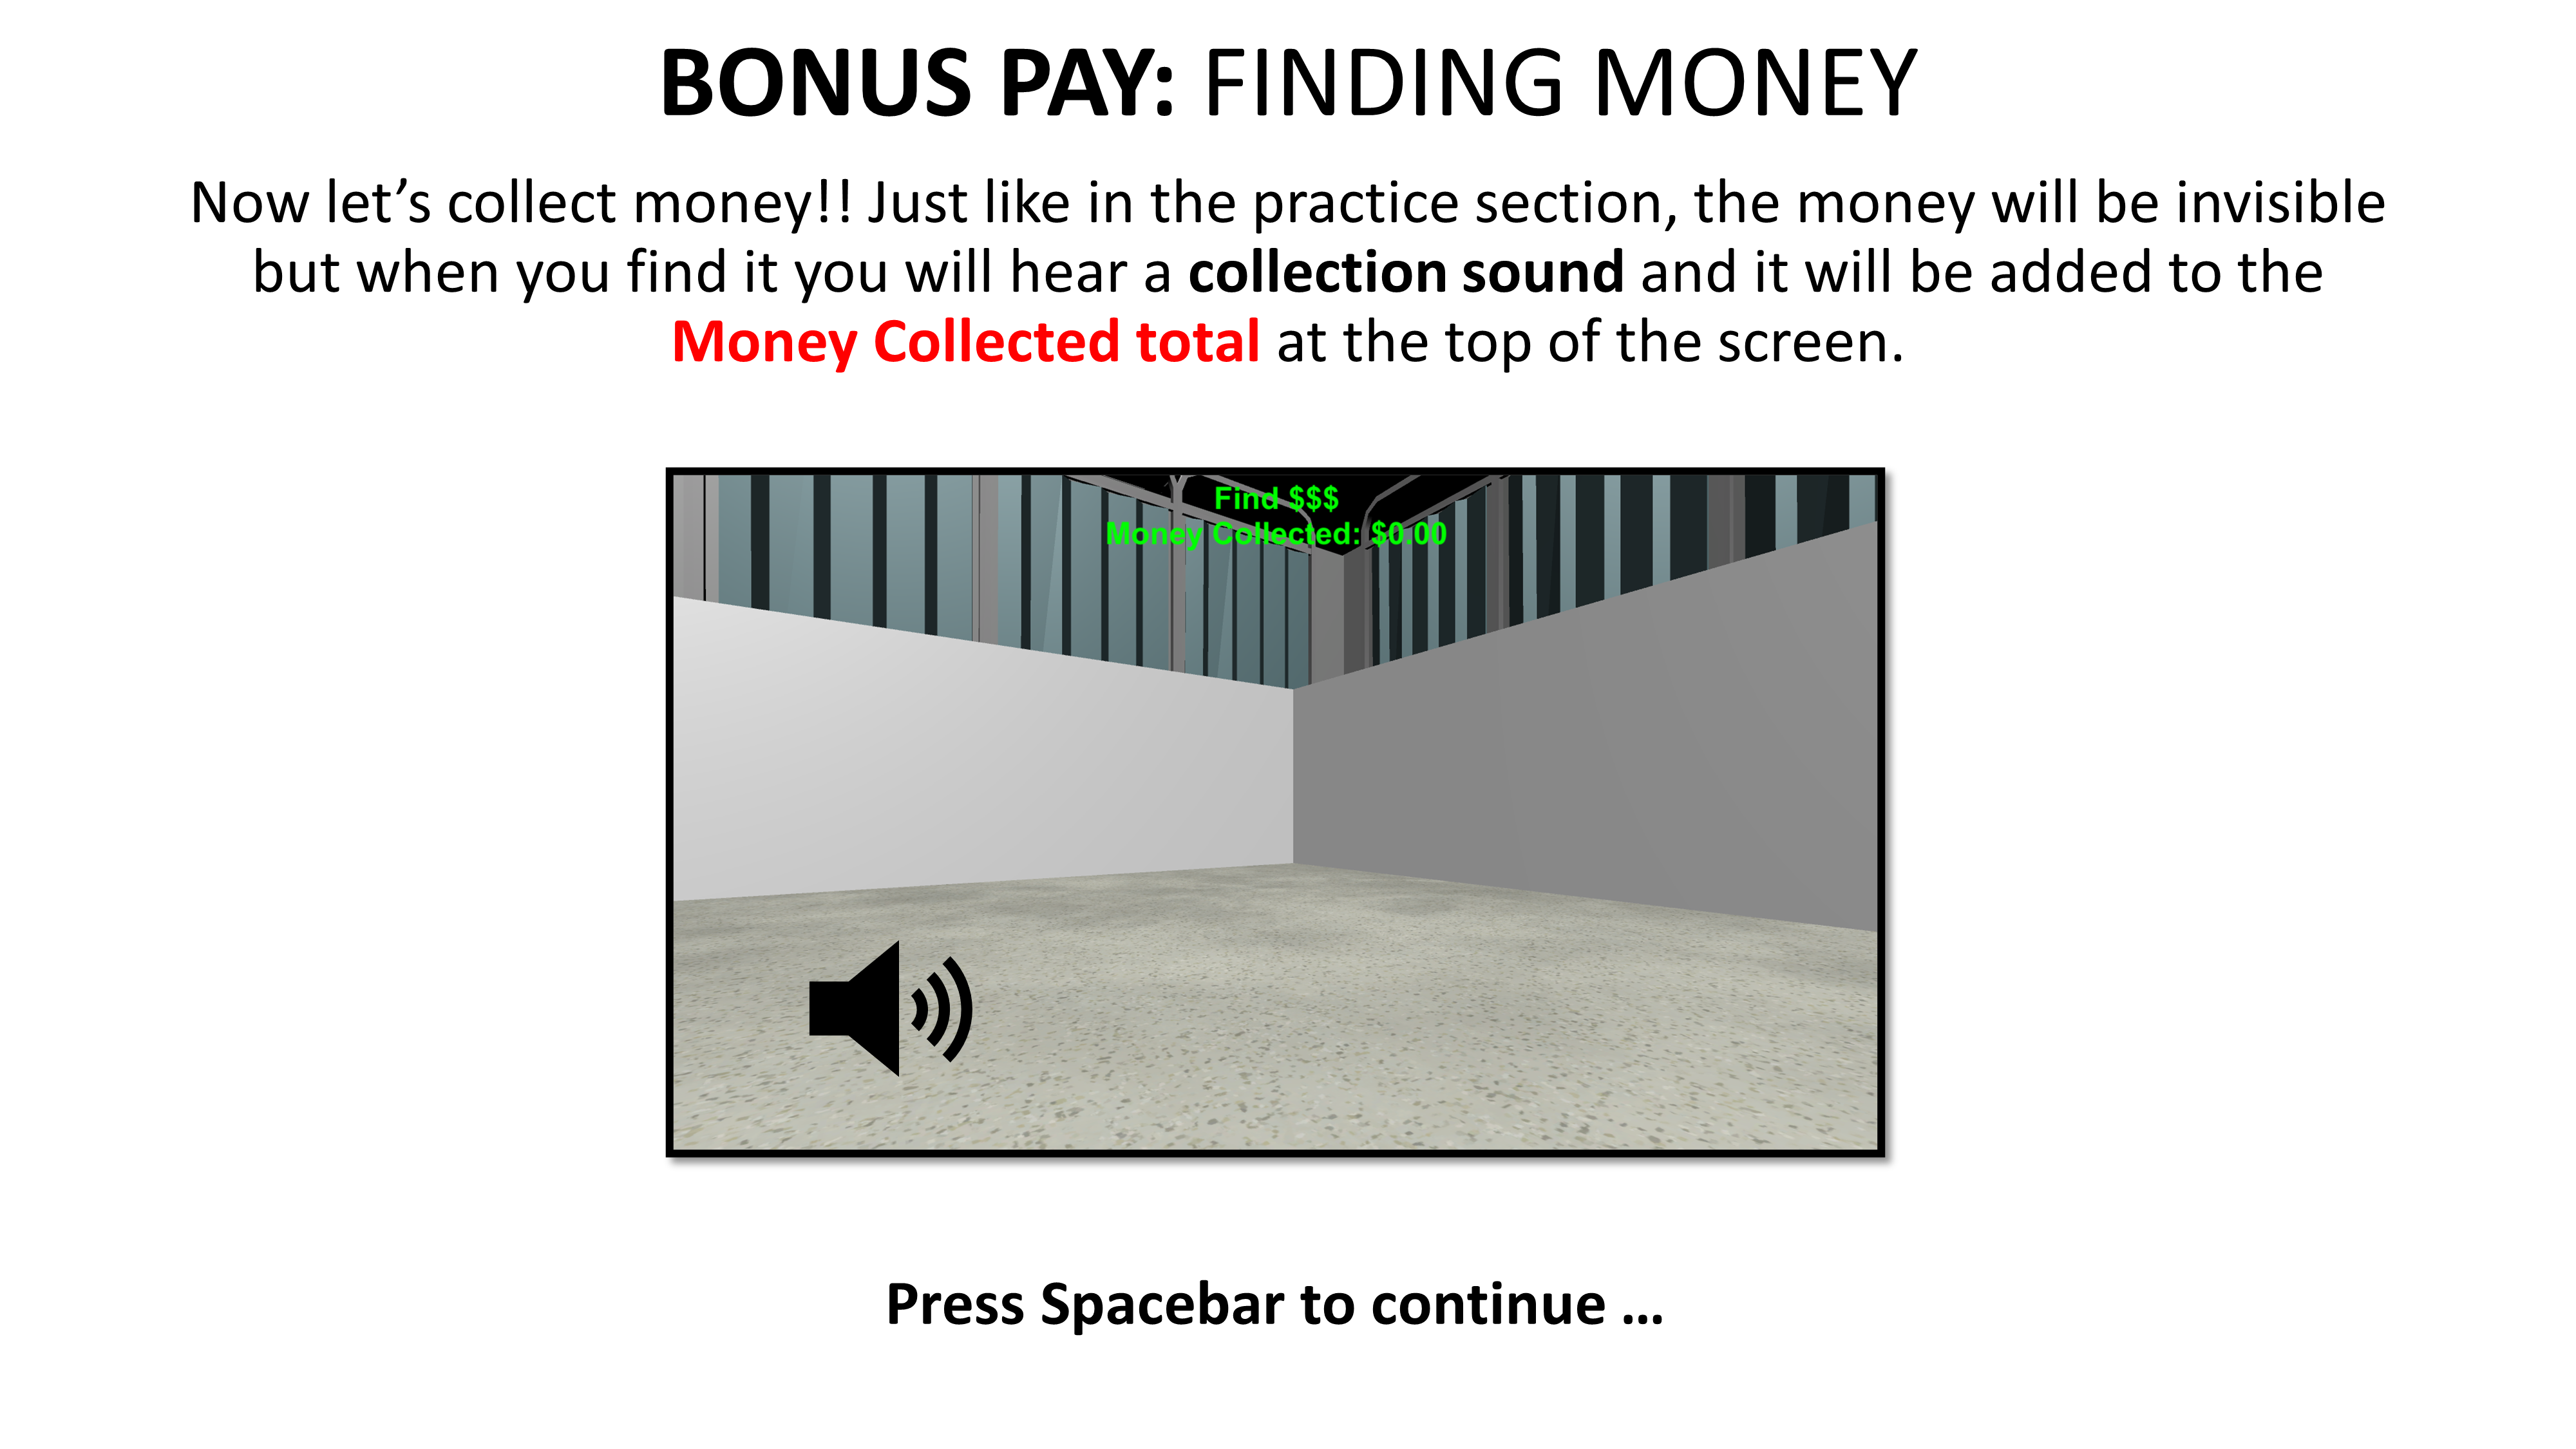 BONUS PAY: FINDING MONEY
Now let’s collect money!! Just like in the practice section, the money will be invisible
but when you find it you will hear a collection sound and it will be added to the
Money Collected total at the top of the screen.
Find $$$
Money Collected: $0.00
Press Spacebar to continue ...